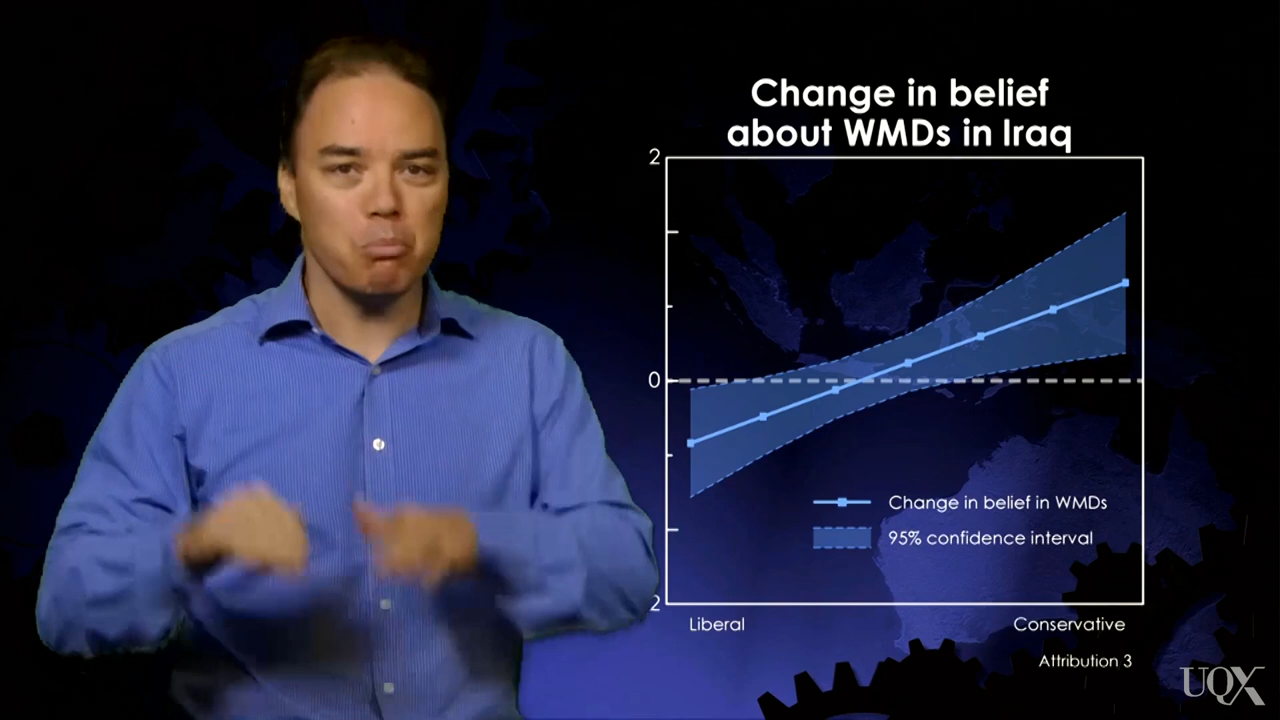 Change in belief
about WMDs in Iraq
2
0
2
Change in belief in WMDs
95% confidence interval
Liberal
Conservative
Attribution 3
UQX